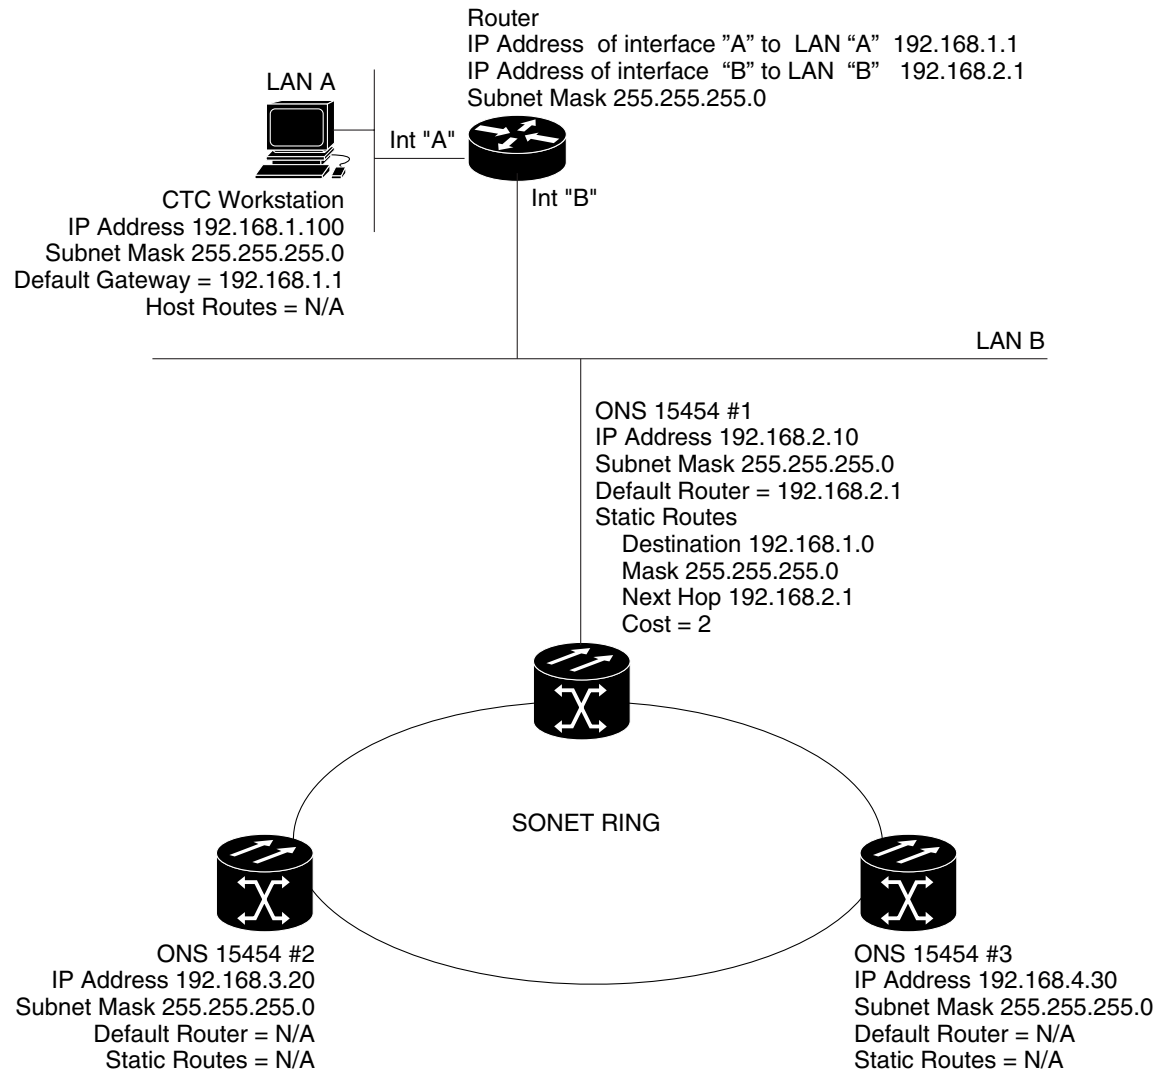 Router
IP Address  of interface ”A” to  LAN “A”  192.168.1.1
IP Address of interface  “B” to LAN  “B”   192.168.2.1
Subnet Mask 255.255.255.0
LAN A
Int "A"
Int "B"
CTC Workstation
IP Address 192.168.1.100
Subnet Mask 255.255.255.0
Default Gateway = 192.168.1.1
Host Routes = N/A
LAN B
ONS 15454 #1
IP Address 192.168.2.10
Subnet Mask 255.255.255.0
Default Router = 192.168.2.1
Static Routes
Destination 192.168.1.0
Mask 255.255.255.0
Next Hop 192.168.2.1
Cost = 2
SONET RING
ONS 15454 #2
IP Address 192.168.3.20
Subnet Mask 255.255.255.0
Default Router = N/A
Static Routes = N/A
ONS 15454 #3
IP Address 192.168.4.30
Subnet Mask 255.255.255.0
Default Router = N/A
Static Routes = N/A